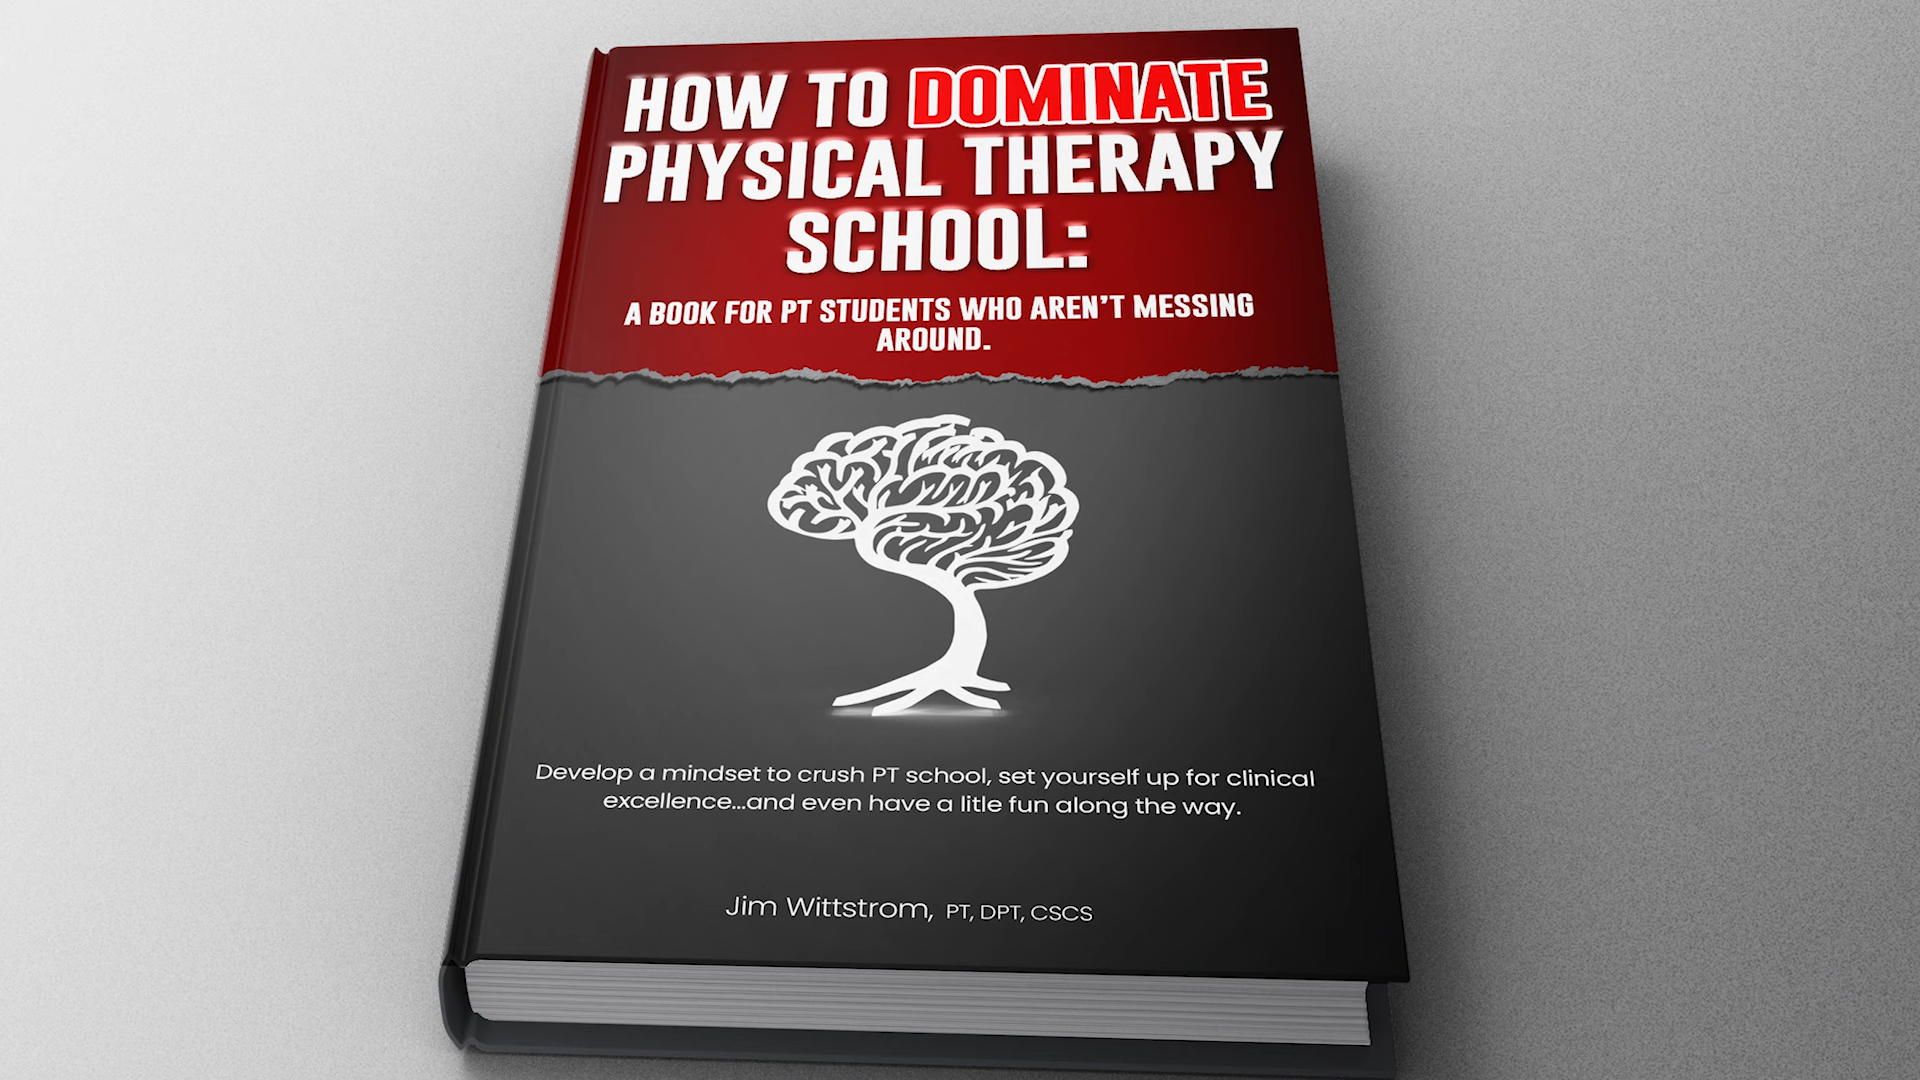 HOW TO DOMINATE
PHYSICAL THERAPY
SCHOOL:
A BOOK FOR PT STUDENTS WHO AREN'T MESSING
AROUND.
Develop a mindset to crush PT school, set yourself up for clinical
excellence...and even have a litle fun along the way.
Jim Wittstrom, PT, DPT, CSCS